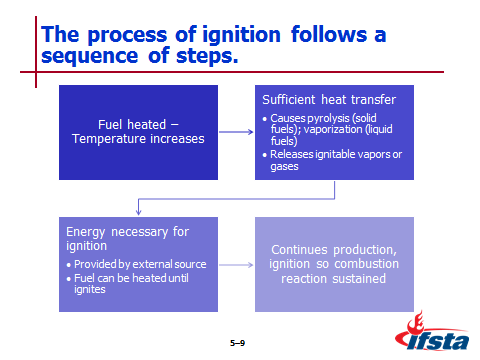 The process of ignition follows a
sequence of steps.
Fuel heated –
Temperature increases
Sufficient heat transfer
• Causes pyrolysis (solid
fuels); vaporization (liquid
fuels)
• Releases ignitable vapors or
gases
Energy necessary for
ignition
• Provided by external source
• Fuel can be heated until
ignites
Continues production,
ignition so combustion
reaction sustained
5–9
ifsta